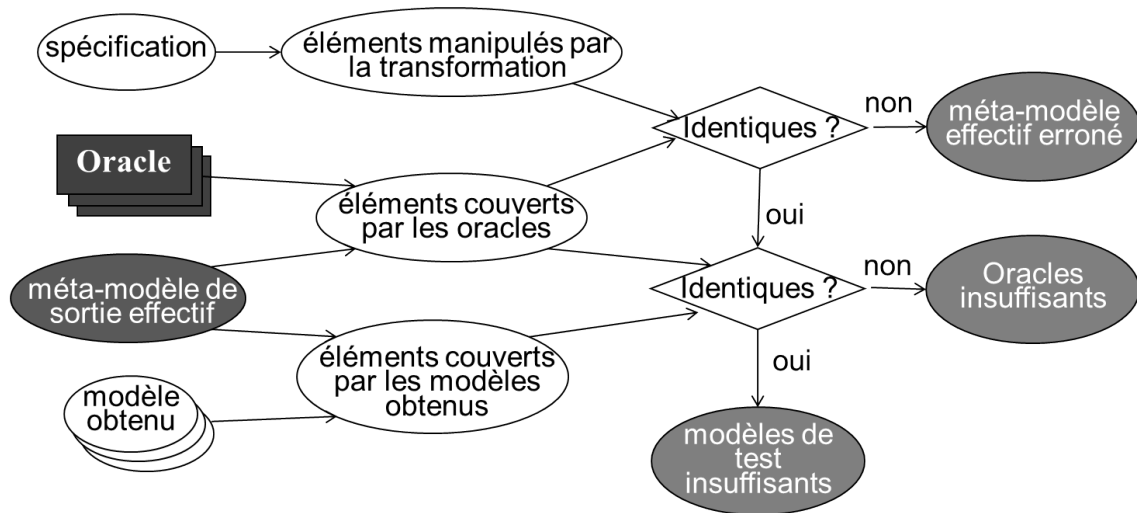 spécification
éléments manipulés par
la transformation
Identiques ?
non
méta-modèle
effectif erroné
Oracle
éléments couverts
par les oracles
oui
méta-modèle de
sortie effectif
Identiques ?
non
Oracles
insuffisants
éléments couverts
par les modèles
obtenus
oui
modèle
obtenu
modèles de
test
insuffisants